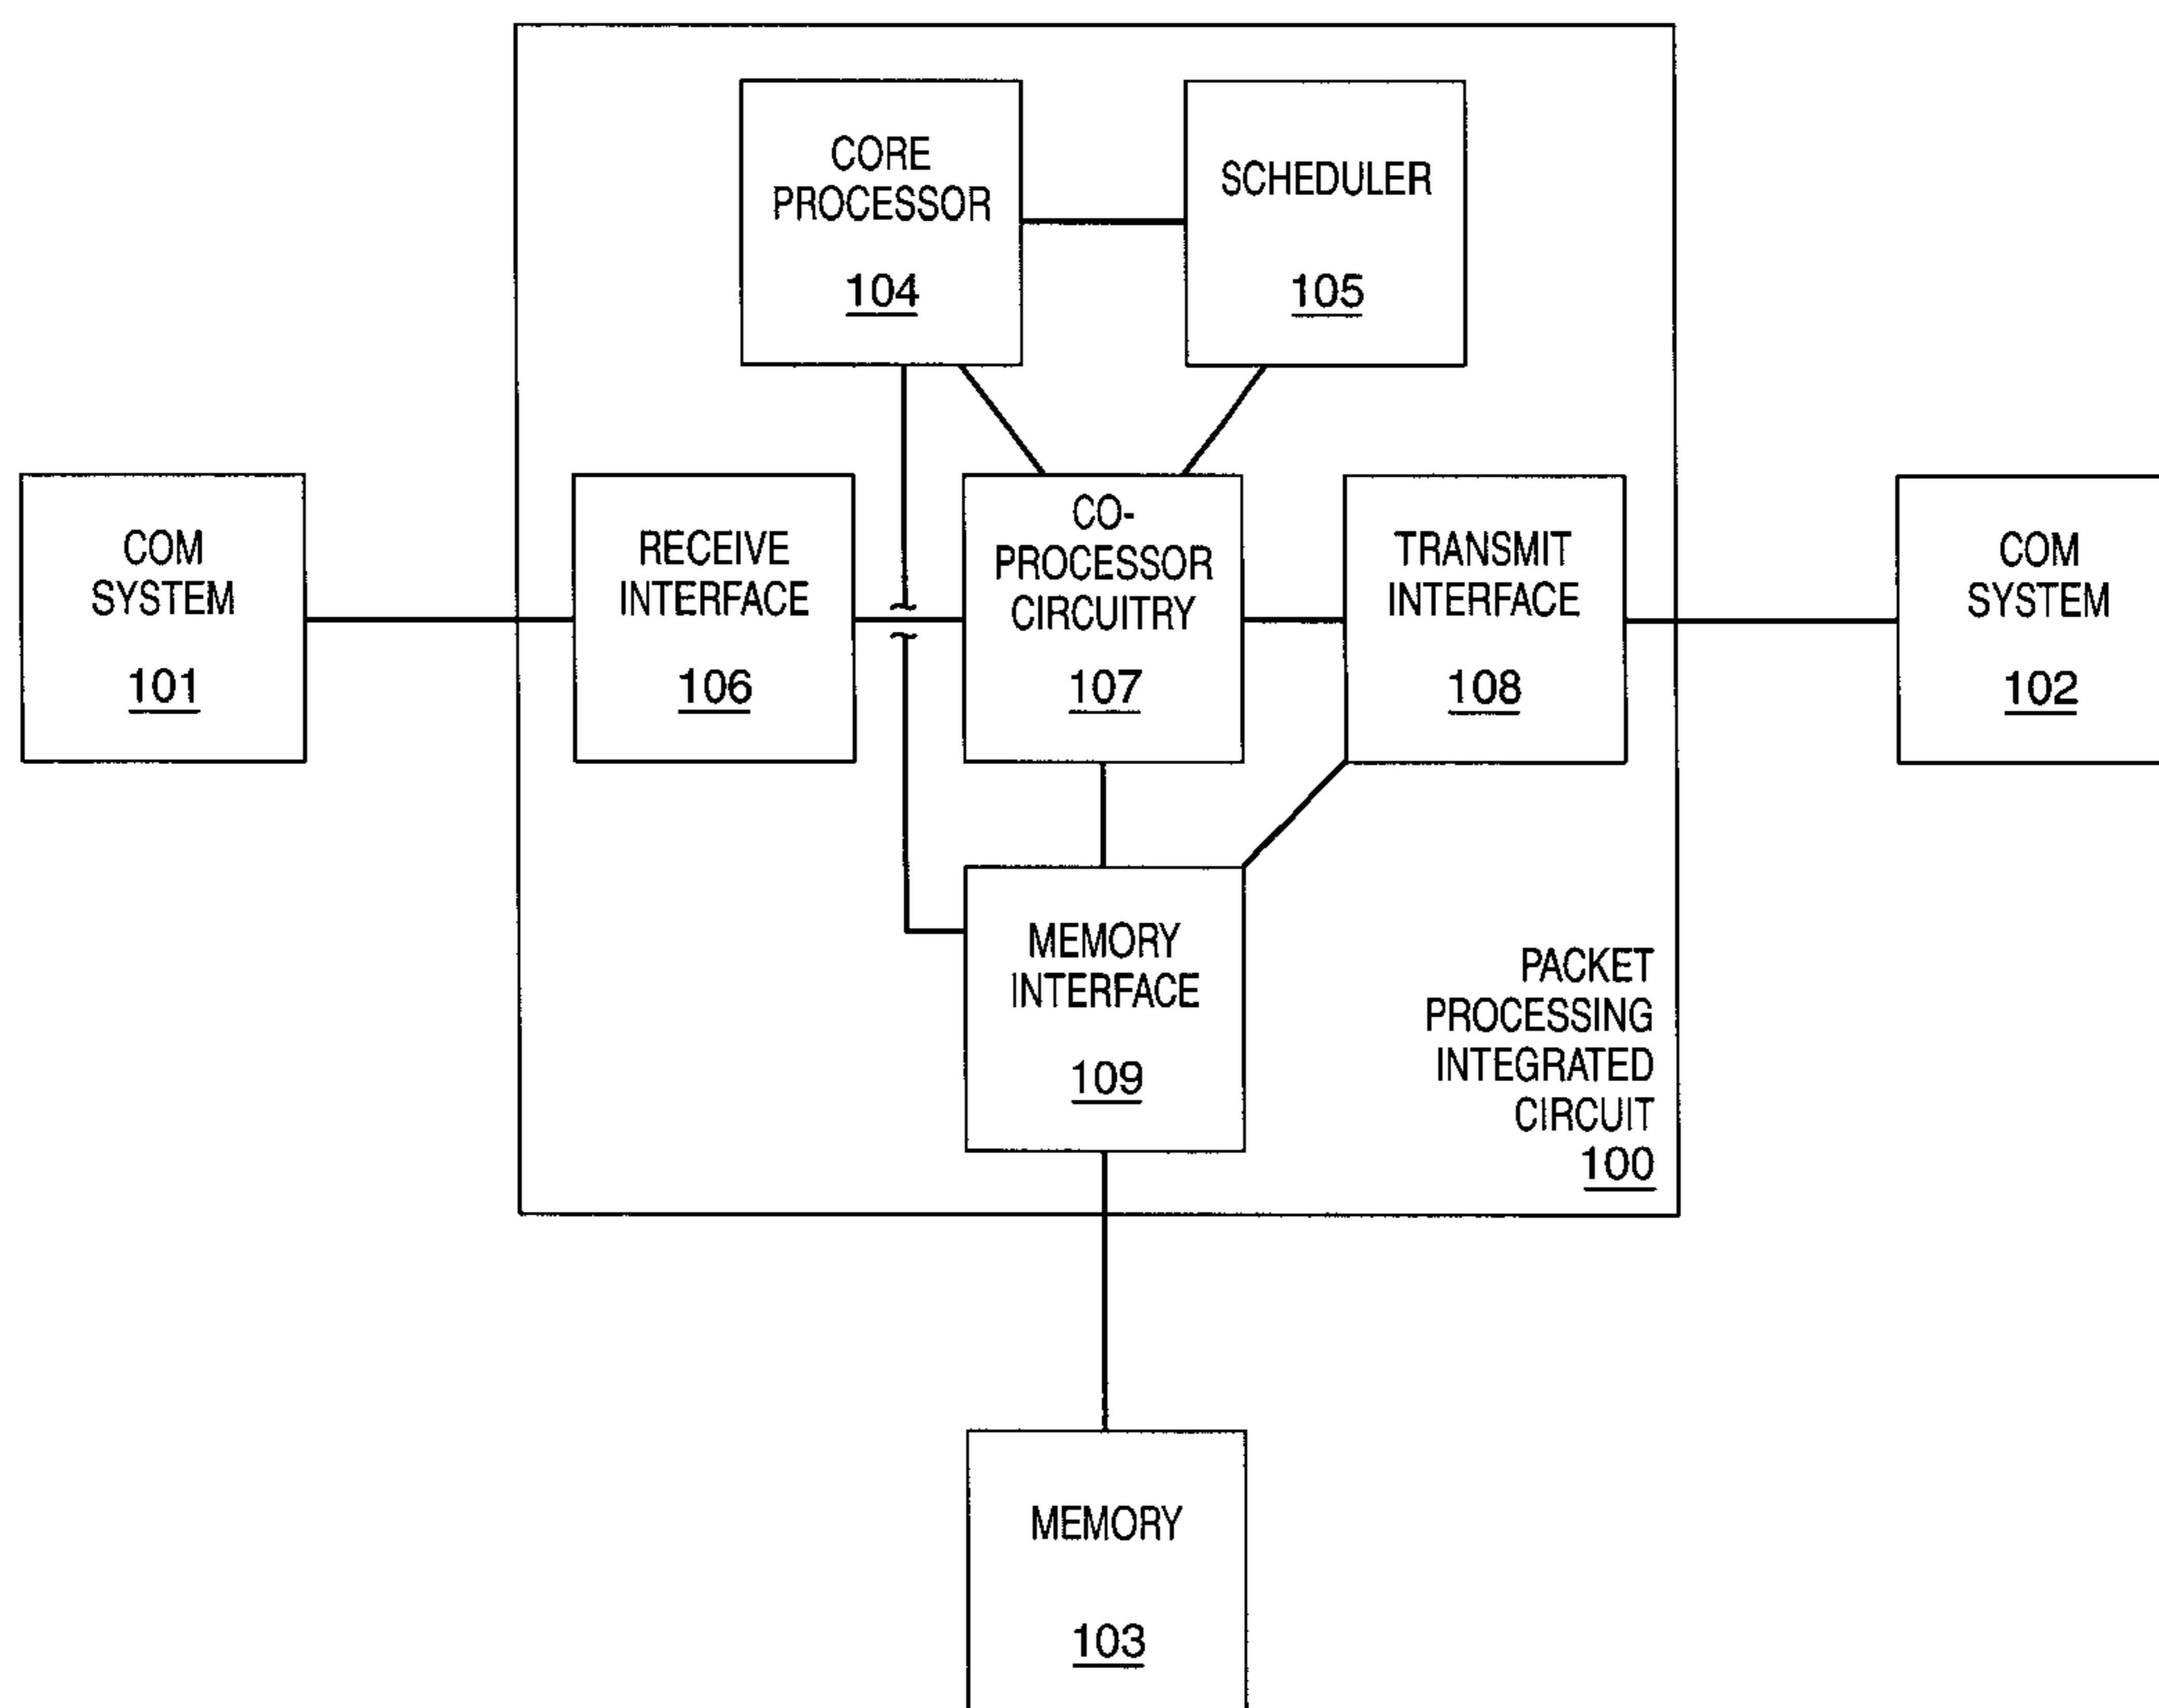 CORE
PROCESSOR
104
SCHEDULER
105
COM
SYSTEM
101
RECEIVE
INTERFACE
106
CO-
PROCESSOR
CIRCUITRY
107
TRANSMIT
INTERFACE
108
COM
SYSTEM
102
MEMORY
INTERFACE
109
PACKET
PROCESSING
INTEGRATED
CIRCUIT
100
MEMORY
103